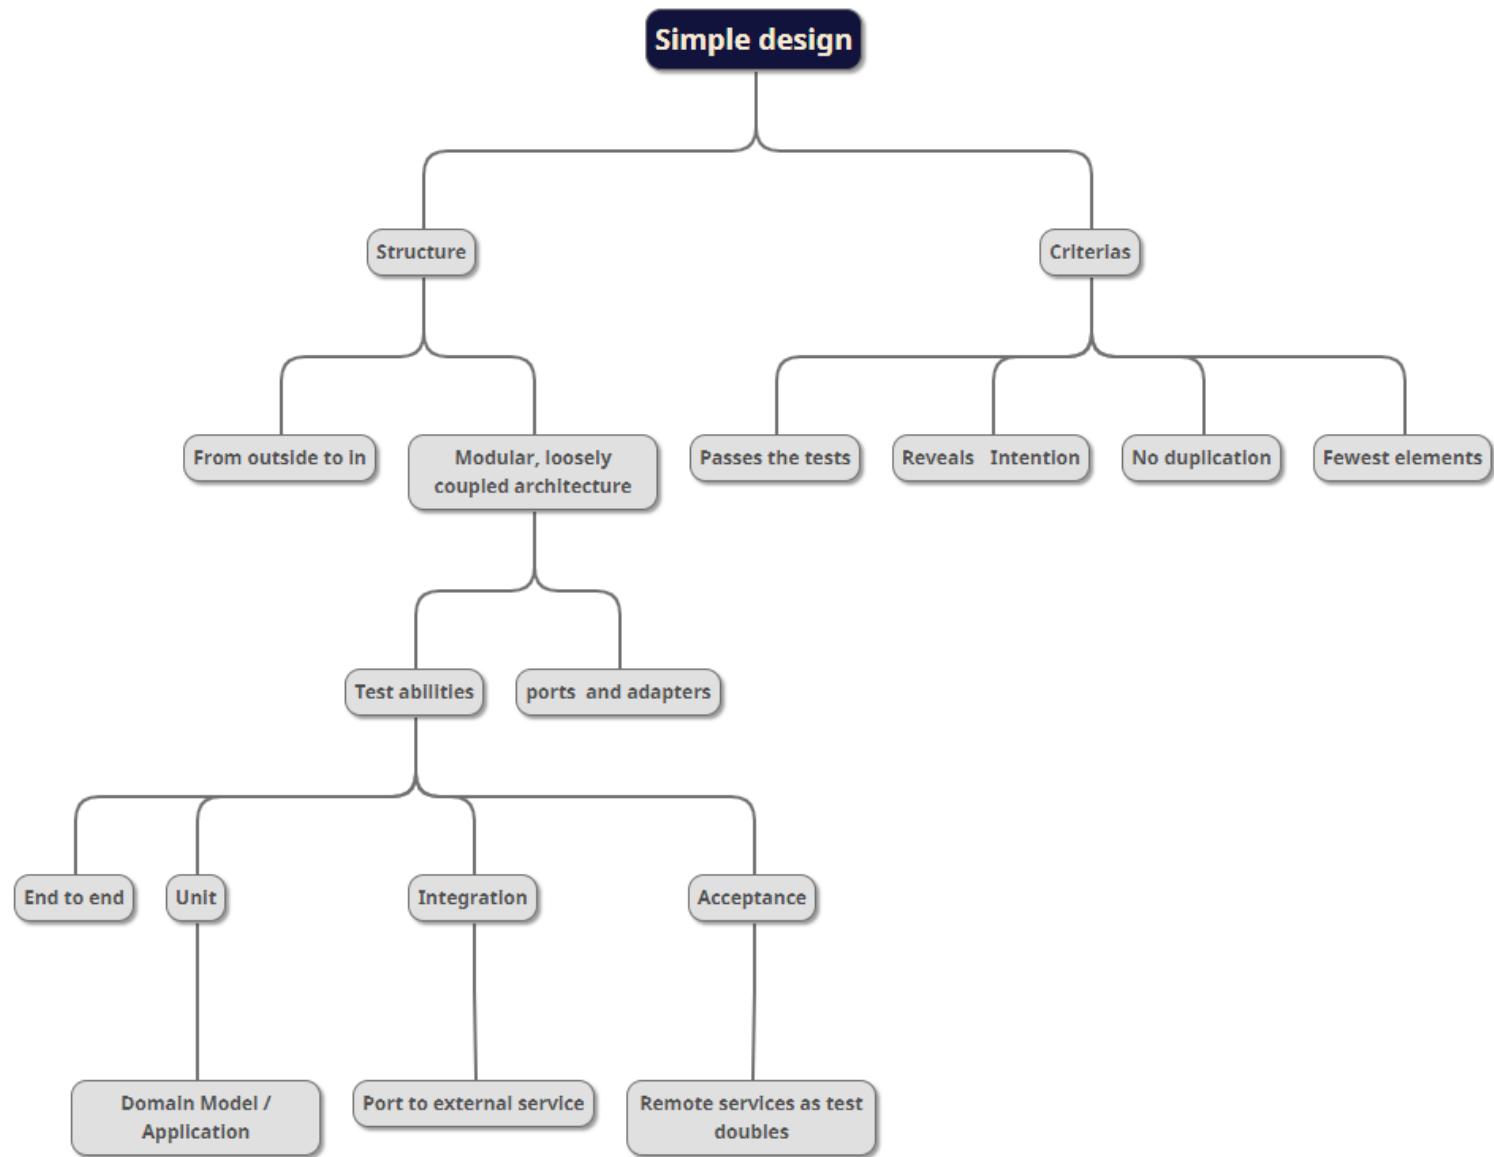 Simple design
Structure
Criterias
From outside to in
Modular, loosely
coupled architecture
Passes the tests
Reveals   Intention
No duplication
Fewest elements
Test abilities
ports  and adapters
End to end
Unit
Integration
Acceptance
Domain Model /
Application
Port to external service
Remote services as test
doubles